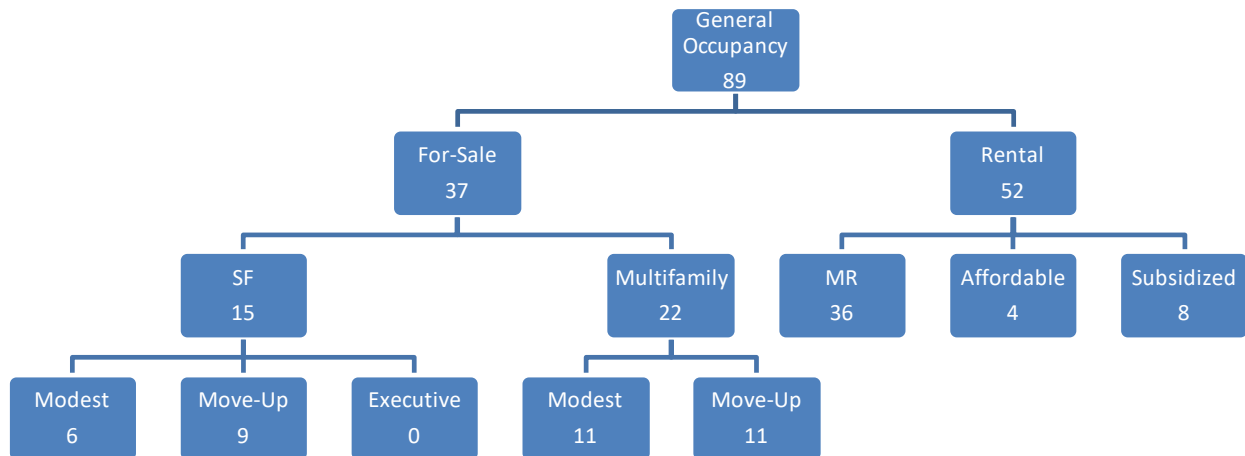 General
Occupancy
89
For-Sale
37
Rental
52
SF
15
Multifamily
22
MR
36
Affordable
4
Subsidized
8
Modest
6
Move-Up
9
Executive
0
Modest
11
Move-Up
11